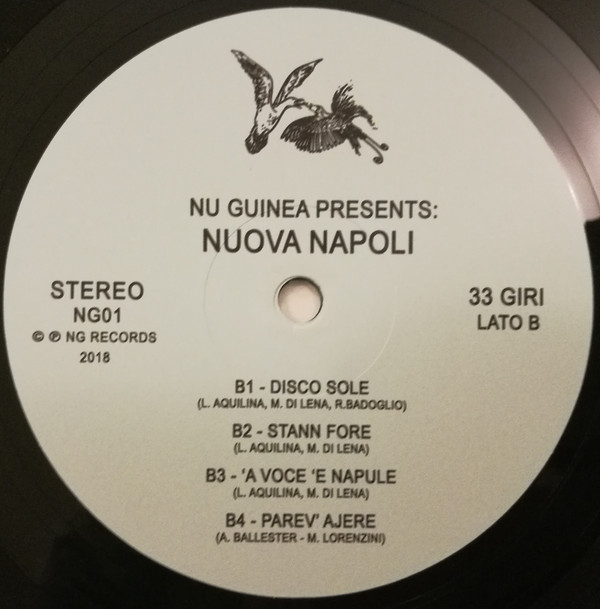 NU GUINEA PRESENTS:
NUOVA NAPOLI
STEREO
NG01
© ℗ NG RECORDS
2018
33 GIRI
LATO B
B1 - DISCO SOLE
(L. AQUILINA, M. DI LENA, R.BADOGLIO)
B2 - STANN FORE
(L. AQUILINA, M. DI LENA)
B3 - 'A VOCE 'E NAPULE
(L. AQUILINA, M. DI LENA)
B4 - PAREV' AJERE
(A. BALLESTER - M. LORENZINI)